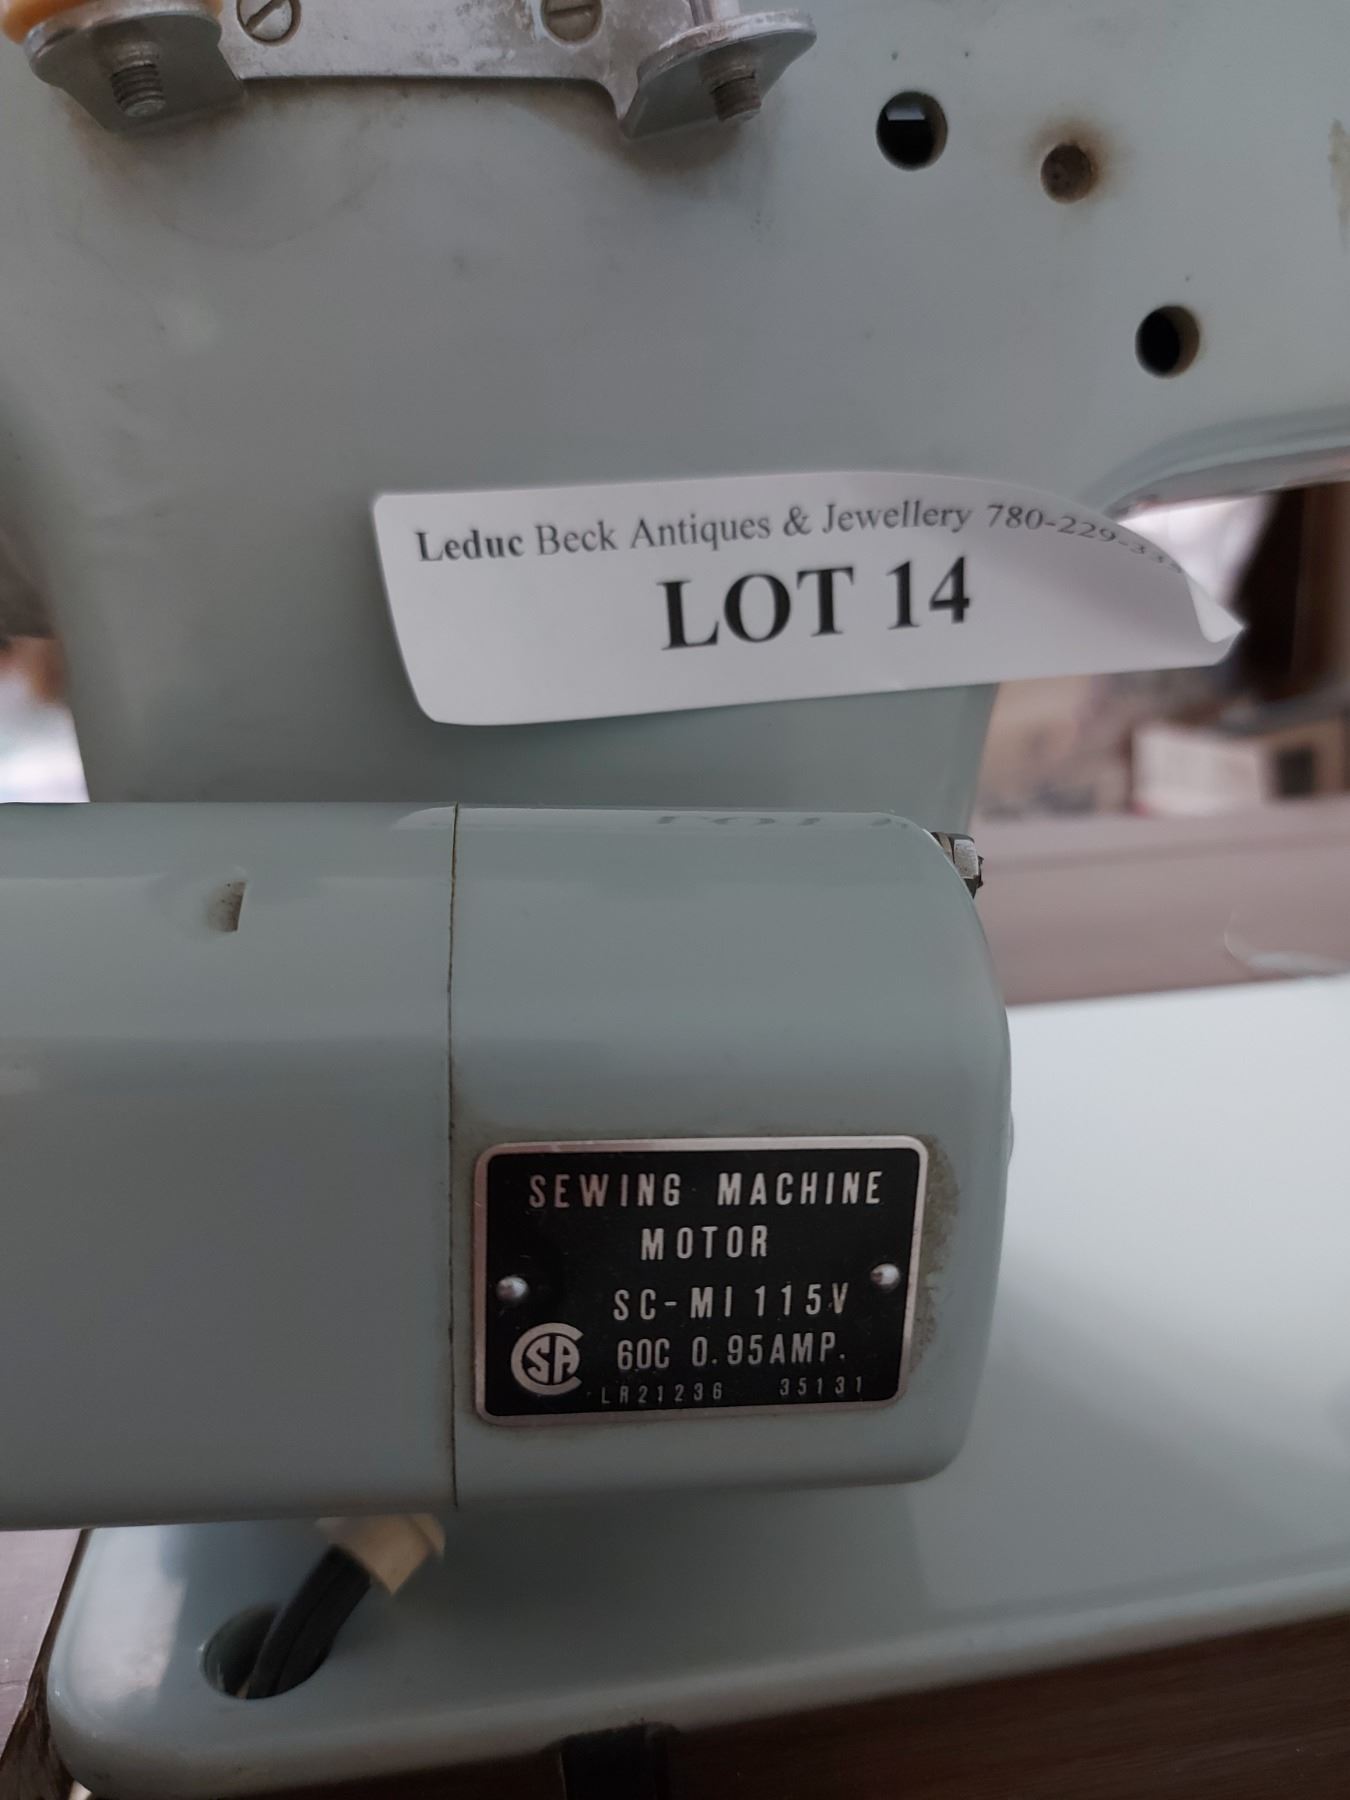 Leduc Beck Antiques & Jewellery 780-229-
LOT 14
SEWING MACHINE
MOTOR
SC-MI 115V
60C 0.95AMP.
CSA
LR21236 35131